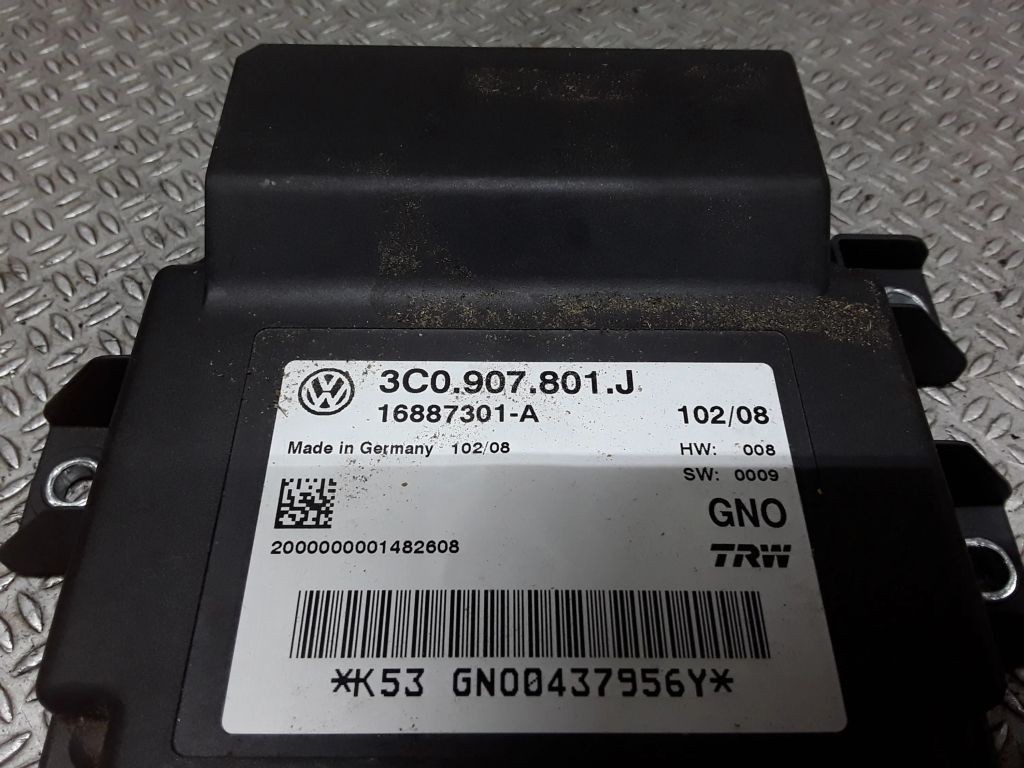 3C0.907.801.J
16887301-A 102/08
Made in Germany 102/08 HW: 008
SW: 0009
GNO
2000000001482608
TRW
*K53 GNO0437956Y*